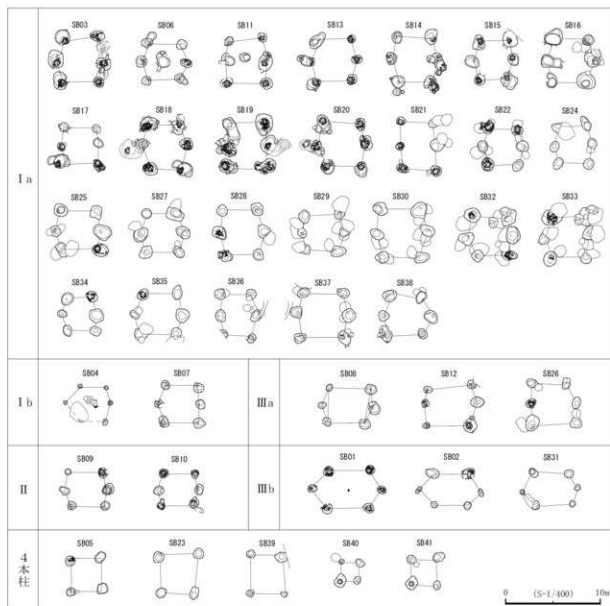 SB03 SB06 SB11 SB13 SB14 SB15 SB16
SB17 SB18 SB19 SB20 SB21 SB22 SB24
Ⅰa
SB25 SB27 SB28 SB29 SB30 SB32 SB33
SB34 SB35 SB36 SB37 SB38
Ⅰb
SB04 SB07
Ⅲa
SB08 SB12 SB26
Ⅱ
SB09 SB10
Ⅲb
SB01 SB02 SB31
4本柱
SB05 SB23 SB39 SB40 SB41
0 (S=1/400) 10m